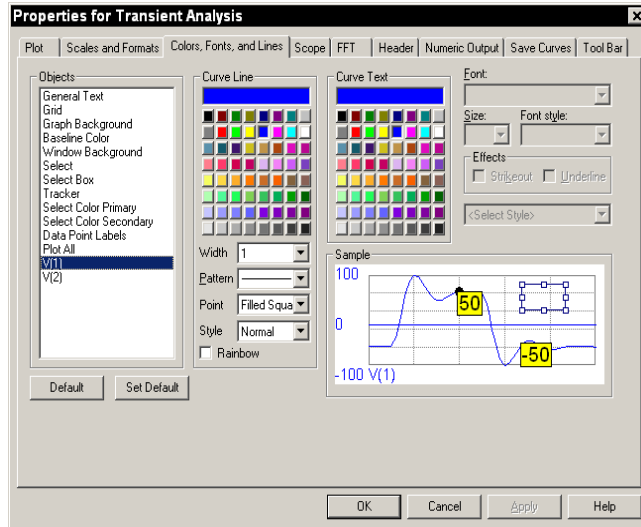 Properties for Transient Analysis
x
Plot Scales and Formats Colors, Fonts, and Lines Scope FFT Header Numeric Output Save Curves Tool Bar
Objects
General Text
Grid
Graph Background
Baseline Color
Window Background
Select
Select Box
Tracker
Select Color Primary
Select Color Secondary
Data Point Labels
Plot All
V(1)
V(2)
Default Set Default
Curve Line
Width 1
Pattern
Point Filled Squa
Style Normal
Rainbow
Curve Text
Font:
Size: Font style:
Effects
Strikeout Underline
<Select Style>
Sample
100
50
0
-50
-100 V(1)
OK Cancel Apply Help